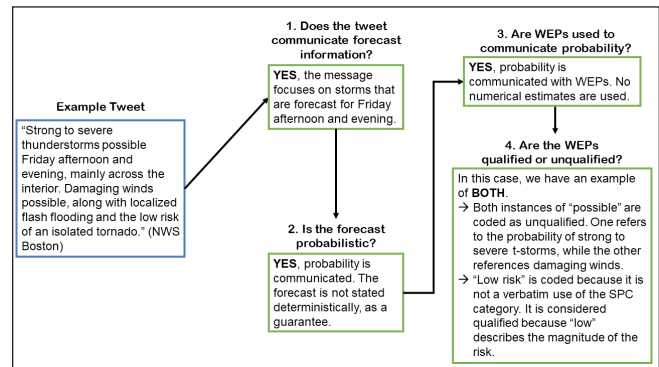 Example Tweet
“Strong to severe
thunderstorms possible
Friday afternoon and
evening, mainly across the
interior. Damaging winds
possible, along with localized
flash flooding and the low risk
of an isolated tornado.” (NWS
Boston)
1. Does the tweet
communicate forecast
information?
YES, the message
focuses on storms that
are forecast for Friday
afternoon and evening.
2. Is the forecast
probabilistic?
YES, probability is
communicated. The
forecast is not stated
deterministically, as a
guarantee.
3. Are WEPs used to
communicate probability?
YES, probability is
communicated with WEPs. No
numerical estimates are used.
4. Are the WEPs
qualified or unqualified?
In this case, we have an example
of BOTH.
→ Both instances of “possible” are
coded as unqualified. One refers
to the probability of strong to
severe t-storms, while the other
references damaging winds.
→ “Low risk” is coded because it is
not a verbatim use of the SPC
category. It is considered
qualified because “low”
describes the magnitude of the
risk.